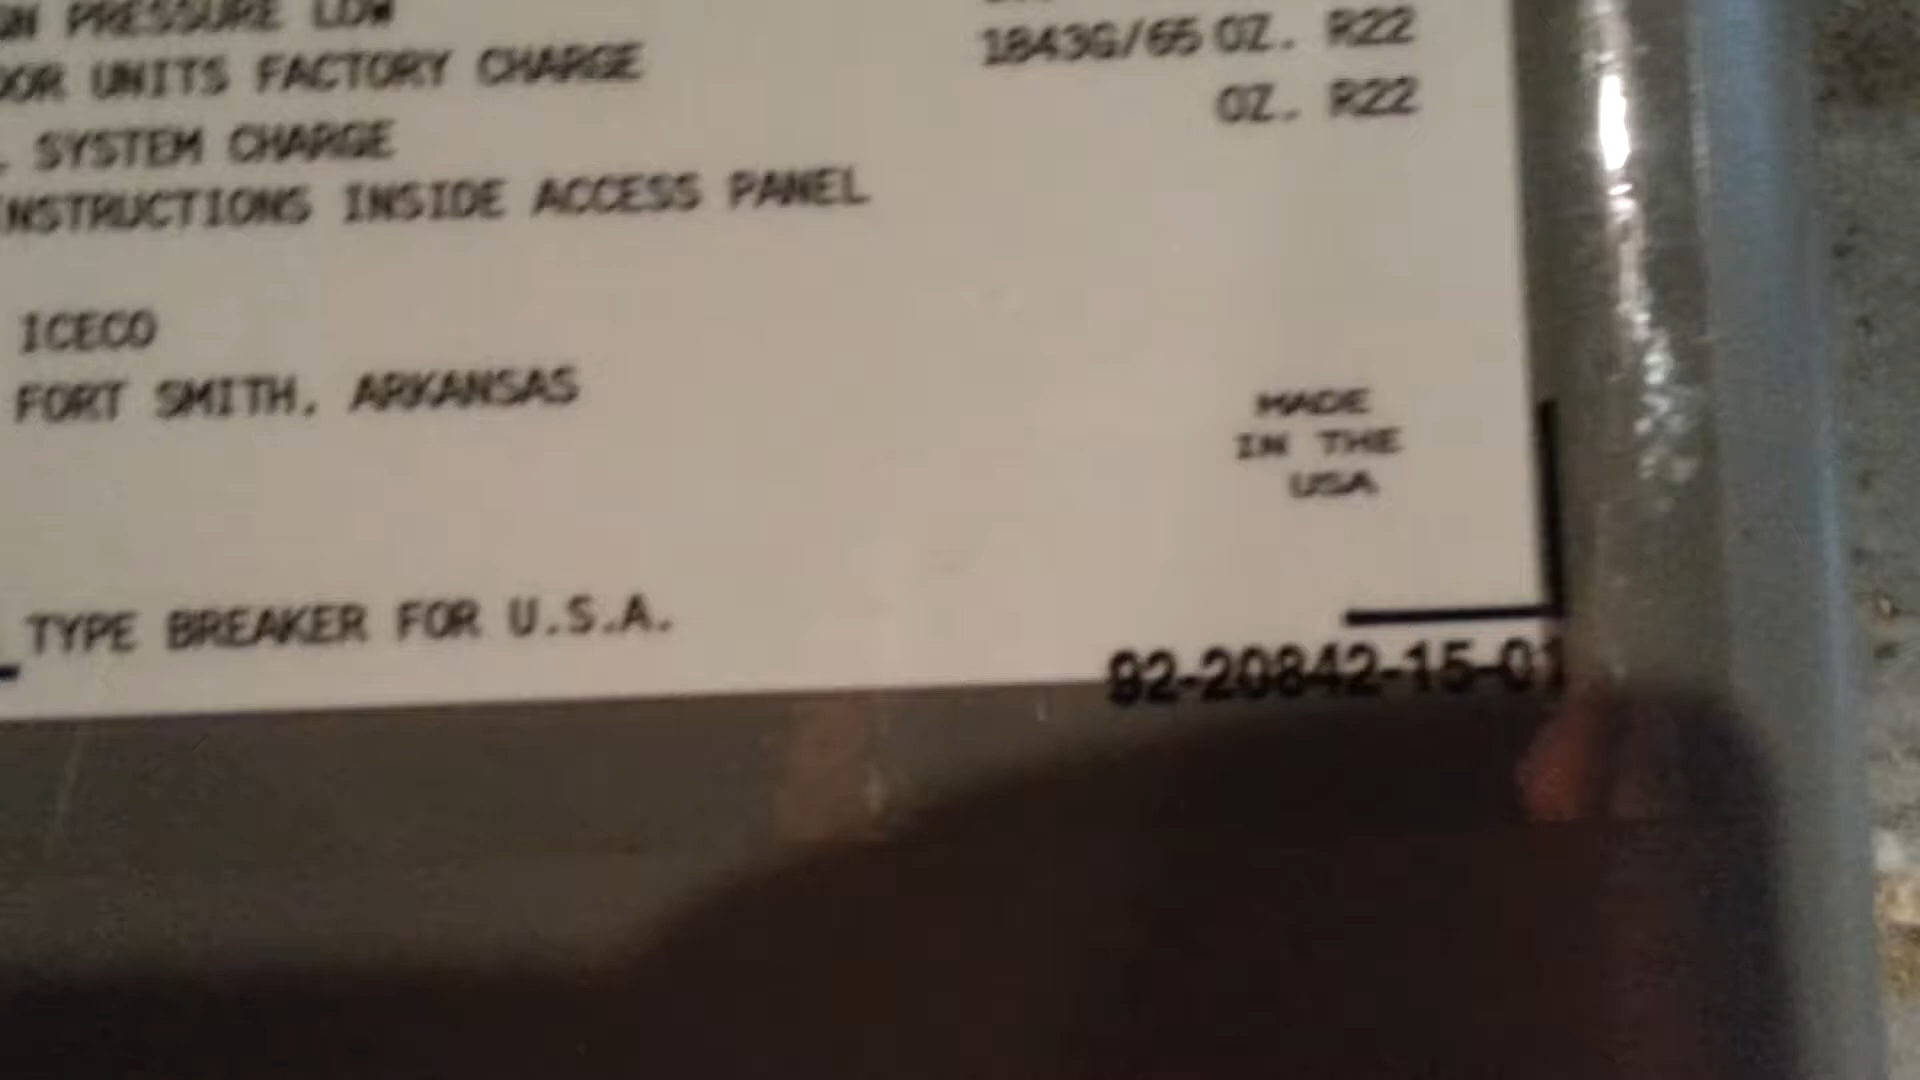 PRESSURE LOW
1843G/65 OZ. R22
UNITS FACTORY CHARGE
OZ. R22
SYSTEM CHARGE
INSTRUCTIONS INSIDE ACCESS PANEL
ICECO
FORT SMITH, ARKANSAS
MADE
IN THE
USA
TYPE BREAKER FOR U.S.A.
92-20842-15-01